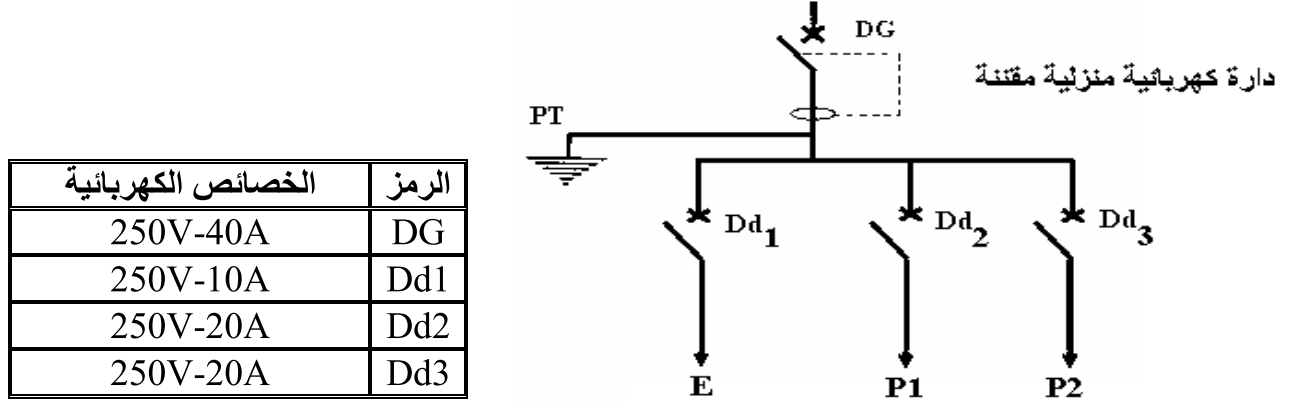 DG
دارة كهربائية منزلية مقتننة
PT
Dd1
Dd2
Dd3
E
P1
P2
الرمز الخصائص الكهربائية
DG 250V-40A
Dd1 250V-10A
Dd2 250V-20A
Dd3 250V-20A